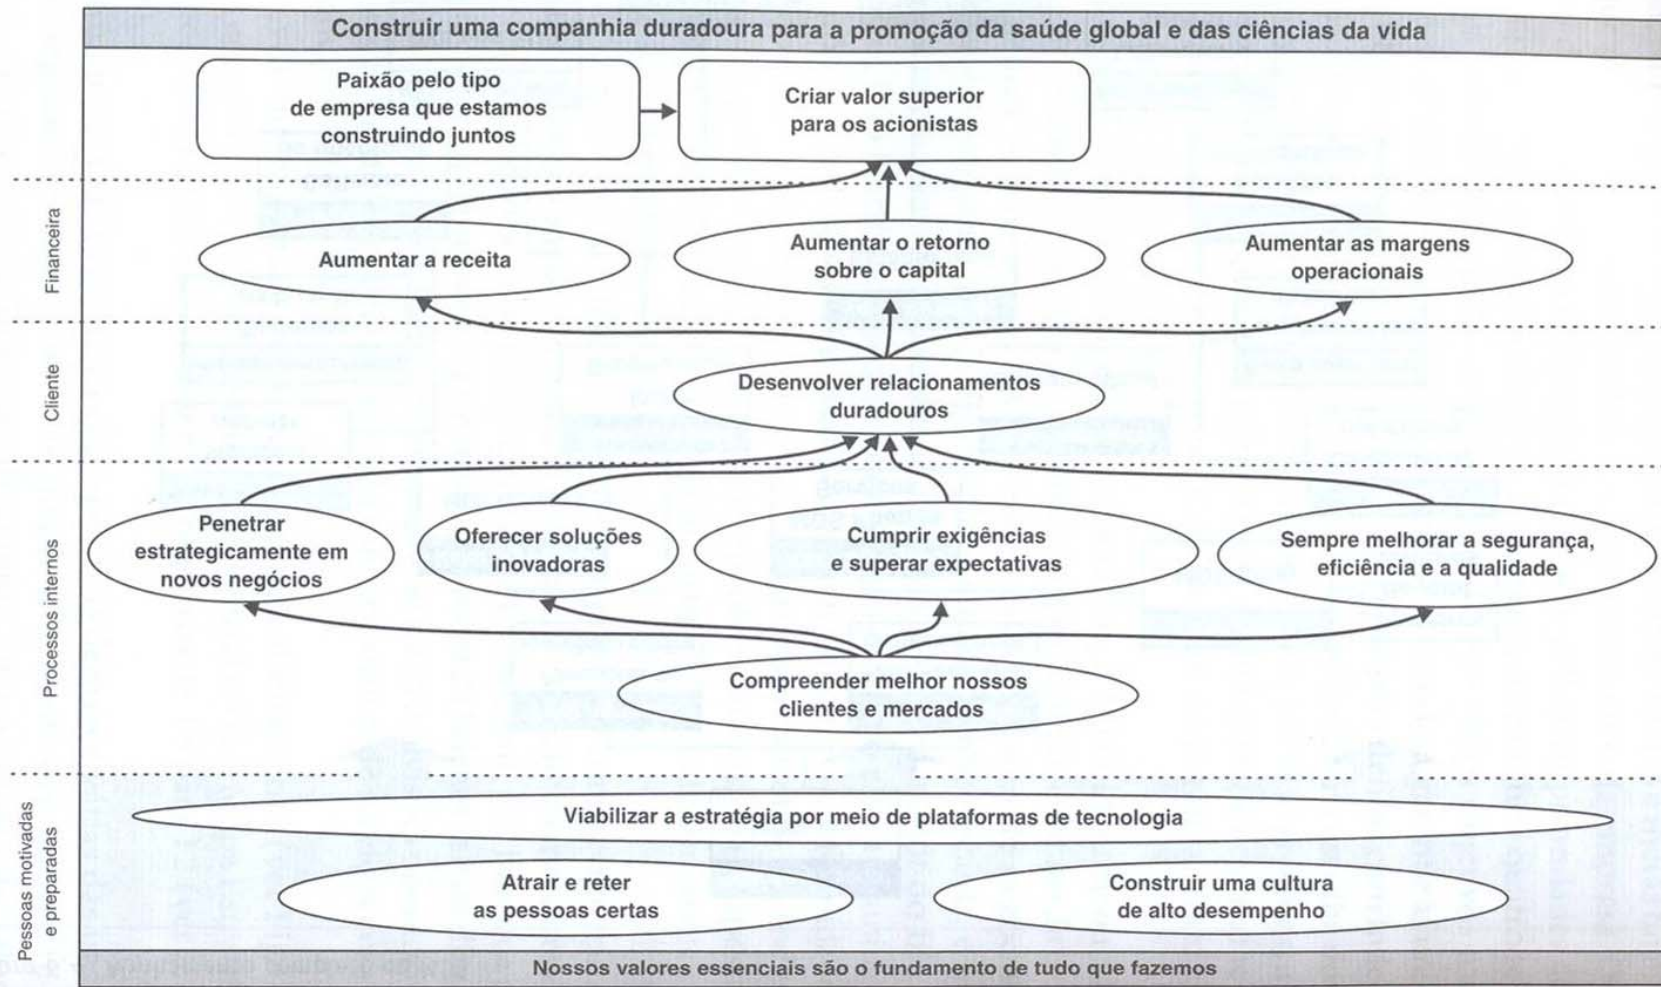 Construir uma companhia duradoura para a promoção da saúde global e das ciências da vida
Paixão pelo tipo
de empresa que estamos
construindo juntos
Criar valor superior
para os acionistas
Financeira
Aumentar a receita
Aumentar o retorno
sobre o capital
Aumentar as margens
operacionais
Cliente
Desenvolver relacionamentos
duradouros
Processos internos
Penetrar
estrategicamente em
novos negócios
Oferecer soluções
inovadoras
Cumprir exigências
e superar expectativas
Sempre melhorar a segurança,
eficiência e a qualidade
Compreender melhor nossos
clientes e mercados
Pessoas motivadas
e preparadas
Viabilizar a estratégia por meio de plataformas de tecnologia
Atrair e reter
as pessoas certas
Construir uma cultura
de alto desempenho
Nossos valores essenciais são o fundamento de tudo que fazemos